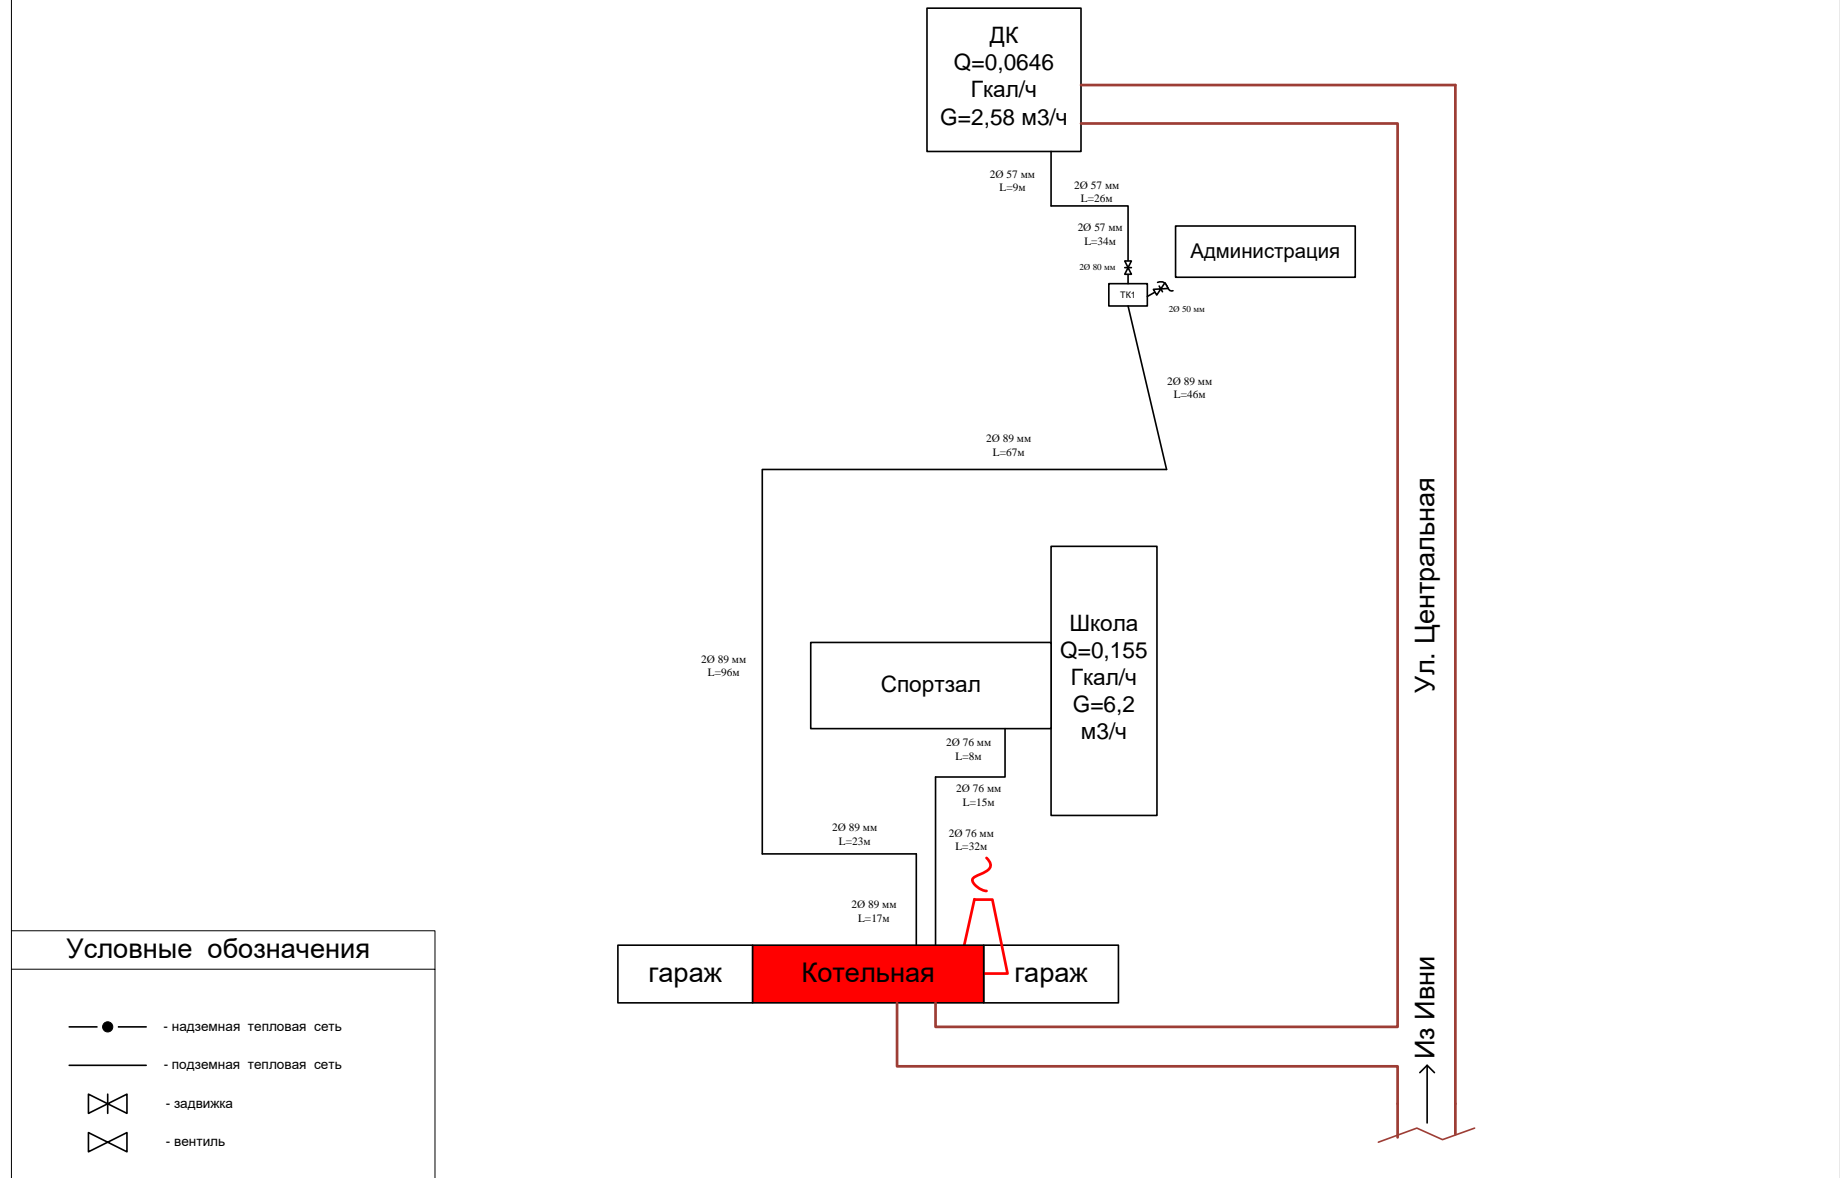 ДК
Q=0,0646
Гкал/ч
G=2,58 м3/ч
2Ø 57 мм
L=9м
2Ø 57 мм
L=26м
2Ø 57 мм
L=34м
Администрация
2Ø 80 мм
ТК1
2Ø 50 мм
2Ø 89 мм
L=46м
2Ø 89 мм
L=67м
Ул. Центральная
Школа
Q=0,155
Гкал/ч
G=6,2
м3/ч
Спортзал
2Ø 89 мм
L=96м
2Ø 76 мм
L=8м
2Ø 76 мм
L=15м
2Ø 89 мм
L=23м
2Ø 76 мм
L=32м
2Ø 89 мм
L=17м
гараж
Котельная
гараж
Из Ивни
Условные обозначения
- надземная тепловая сеть
- подземная тепловая сеть
- задвижка
- вентиль